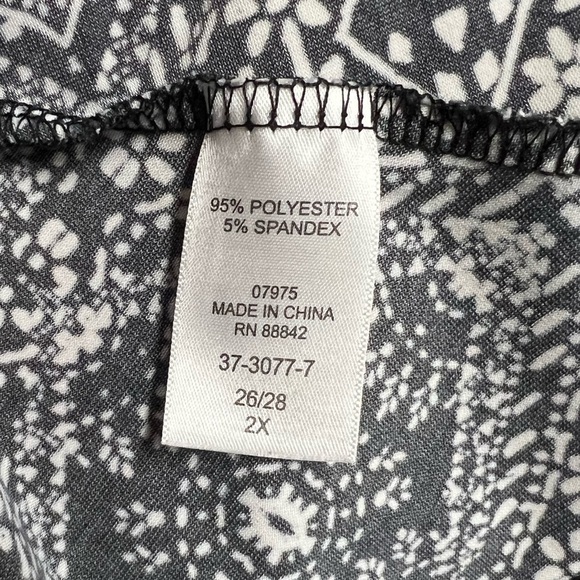 95% POLYESTER
5% SPANDEX
07975
MADE IN CHINA
RN 88842
37-3077-7
26/28
2X